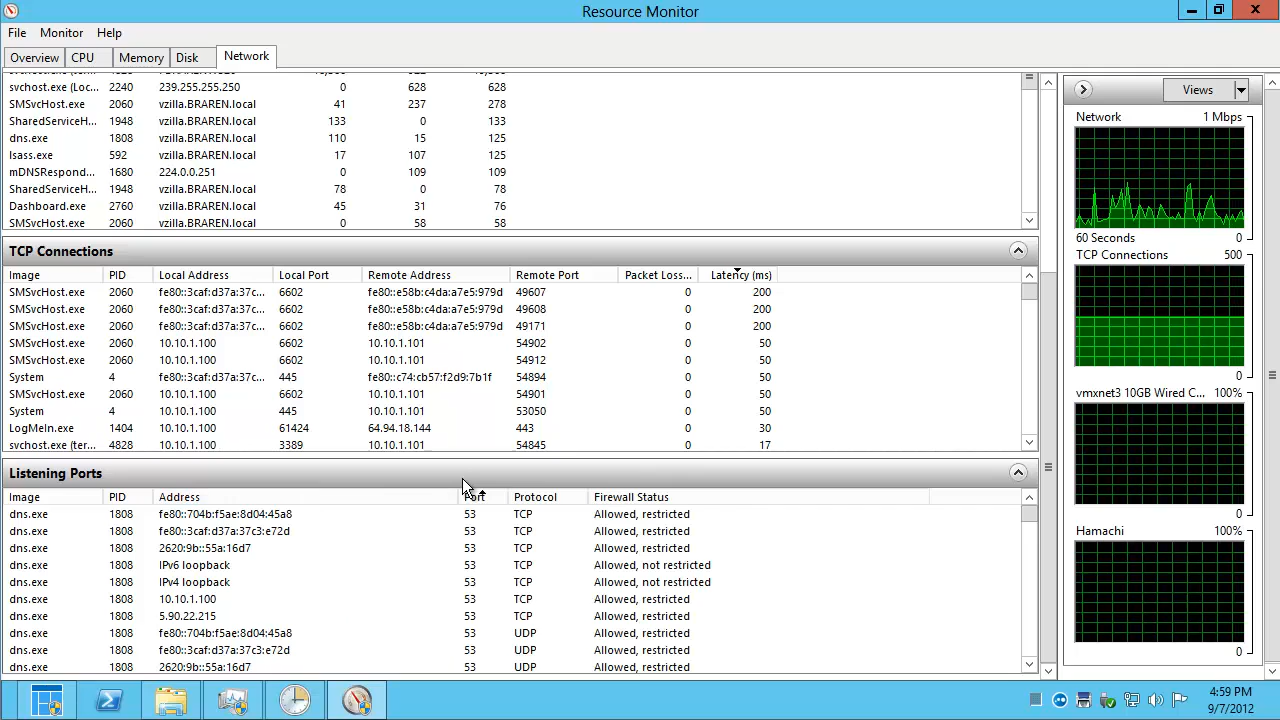 Resource Monitor
File Monitor Help
Overview CPU Memory Disk Network
svchost.exe (Loc... 2240 239.255.255.250 0 628 628
SMSvcHost.exe 2060 vzilla.BRAREN.local 41 237 278
SharedServiceH... 1948 vzilla.BRAREN.local 133 0 133
dns.exe 1808 vzilla.BRAREN.local 110 15 125
lsass.exe 592 vzilla.BRAREN.local 17 107 125
mDNSRespond... 1680 224.0.0.251 0 109 109
SharedServiceH... 1948 vzilla.BRAREN.local 78 0 78
Dashboard.exe 2760 vzilla.BRAREN.local 45 31 76
SMSvcHost.exe 2060 vzilla.BRAREN.local 0 58 58
TCP Connections
Image PID Local Address Local Port Remote Address Remote Port Packet Loss... Latency (ms)
SMSvcHost.exe 2060 fe80::3caf:d37a:37c... 6602 fe80::e58b:c4da:a7e5:979d 49607 0 200
SMSvcHost.exe 2060 fe80::3caf:d37a:37c... 6602 fe80::e58b:c4da:a7e5:979d 49608 0 200
SMSvcHost.exe 2060 fe80::3caf:d37a:37c... 6602 fe80::e58b:c4da:a7e5:979d 49171 0 200
SMSvcHost.exe 2060 10.10.1.100 6602 10.10.1.101 54902 0 50
SMSvcHost.exe 2060 10.10.1.100 6602 10.10.1.101 54912 0 50
System 4 fe80::3caf:d37a:37c... 445 fe80::c74:cb57:f2d9:7b1f 54894 0 50
SMSvcHost.exe 2060 10.10.1.100 6602 10.10.1.101 54901 0 50
System 4 10.10.1.100 445 10.10.1.101 53050 0 50
LogMeIn.exe 1404 10.10.1.100 61424 64.94.18.144 443 0 30
svchost.exe (ter... 4828 10.10.1.100 3389 10.10.1.101 54845 0 17
Listening Ports
Image PID Address Port Protocol Firewall Status
dns.exe 1808 fe80::704b:f5ae:8d04:45a8 53 TCP Allowed, restricted
dns.exe 1808 fe80::3caf:d37a:37c3:e72d 53 TCP Allowed, restricted
dns.exe 1808 2620:9b::55a:16d7 53 TCP Allowed, restricted
dns.exe 1808 IPv6 loopback 53 TCP Allowed, not restricted
dns.exe 1808 IPv4 loopback 53 TCP Allowed, not restricted
dns.exe 1808 10.10.1.100 53 TCP Allowed, restricted
dns.exe 1808 5.90.22.215 53 TCP Allowed, restricted
dns.exe 1808 fe80::704b:f5ae:8d04:45a8 53 UDP Allowed, restricted
dns.exe 1808 fe80::3caf:d37a:37c3:e72d 53 UDP Allowed, restricted
dns.exe 1808 2620:9b::55a:16d7 53 UDP Allowed, restricted
Views
Network 1 Mbps
60 Seconds 0
TCP Connections 500
0
vmxnet3 10GB Wired C... 100%
0
Hamachi 100%
0
4:59 PM
9/7/2012